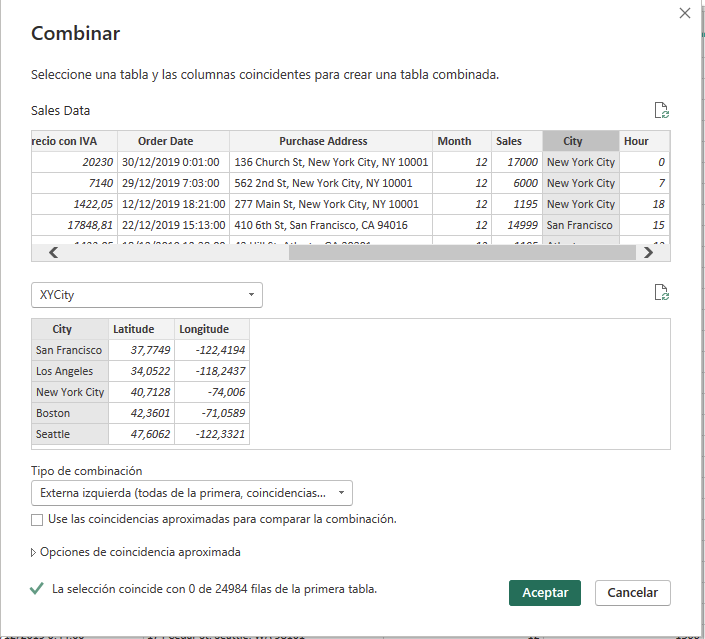 Combinar
Seleccione una tabla y las columnas coincidentes para crear una tabla combinada.
Sales Data
recio con IVA Order Date Purchase Address Month Sales City Hour
20230 30/12/2019 0:01:00 136 Church St, New York City, NY 10001 12 17000 New York City 0
7140 29/12/2019 7:03:00 562 2nd St, New York City, NY 10001 12 6000 New York City 7
1422,05 12/12/2019 18:21:00 277 Main St, New York City, NY 10001 12 1195 New York City 18
17848,81 22/12/2019 15:13:00 410 6th St, San Francisco, CA 94016 12 14999 San Francisco 15
XYCity
City Latitude Longitude
San Francisco 37,7749 -122,4194
Los Angeles 34,0522 -118,2437
New York City 40,7128 -74,006
Boston 42,3601 -71,0589
Seattle 47,6062 -122,3321
Tipo de combinación
Externa izquierda (todas de la primera, coincidencias...
Use las coincidencias aproximadas para comparar la combinación.
Opciones de coincidencia aproximada
La selección coincide con 0 de 24984 filas de la primera tabla.
Aceptar
Cancelar